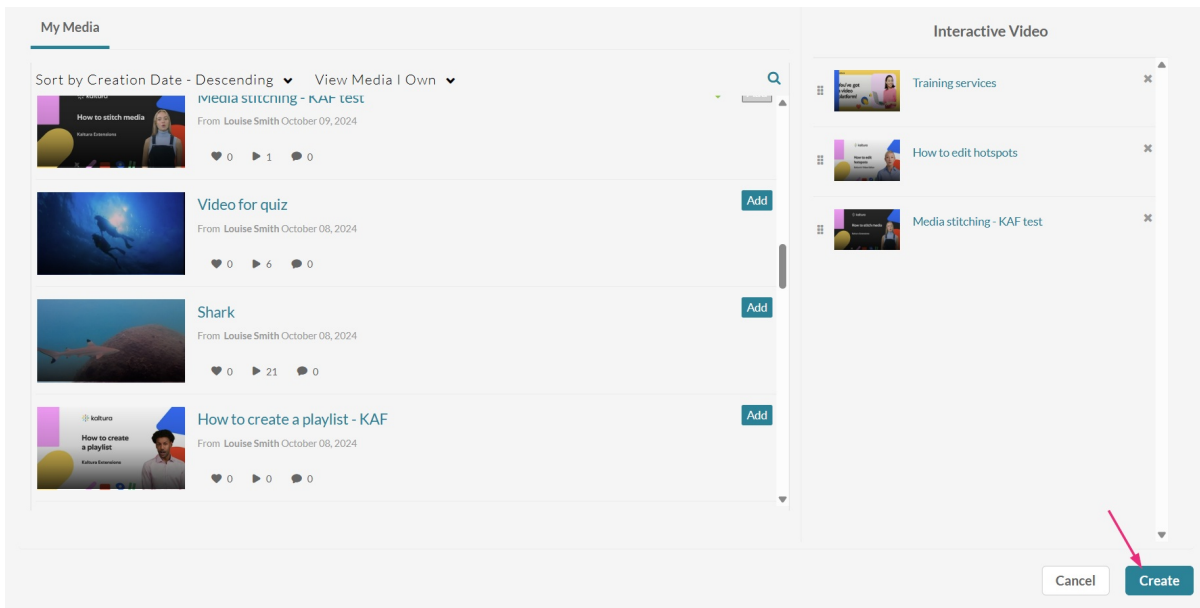 My Media
Interactive Video
Sort by Creation Date - Descending
View Media I Own
Media stitching - KAF test
From Louise Smith October 09, 2024
0 1 0
How to stitch media
Kaltura Extensions
Video for quiz
From Louise Smith October 08, 2024
0 6 0
Add
Shark
From Louise Smith October 08, 2024
0 21 0
Add
kaltura
How to create
a playlist
Kaltura Extensions
How to create a playlist - KAF
From Louise Smith October 08, 2024
0 0 0
Add
Training services
How to edit hotspots
Media stitching - KAF test
Cancel
Create